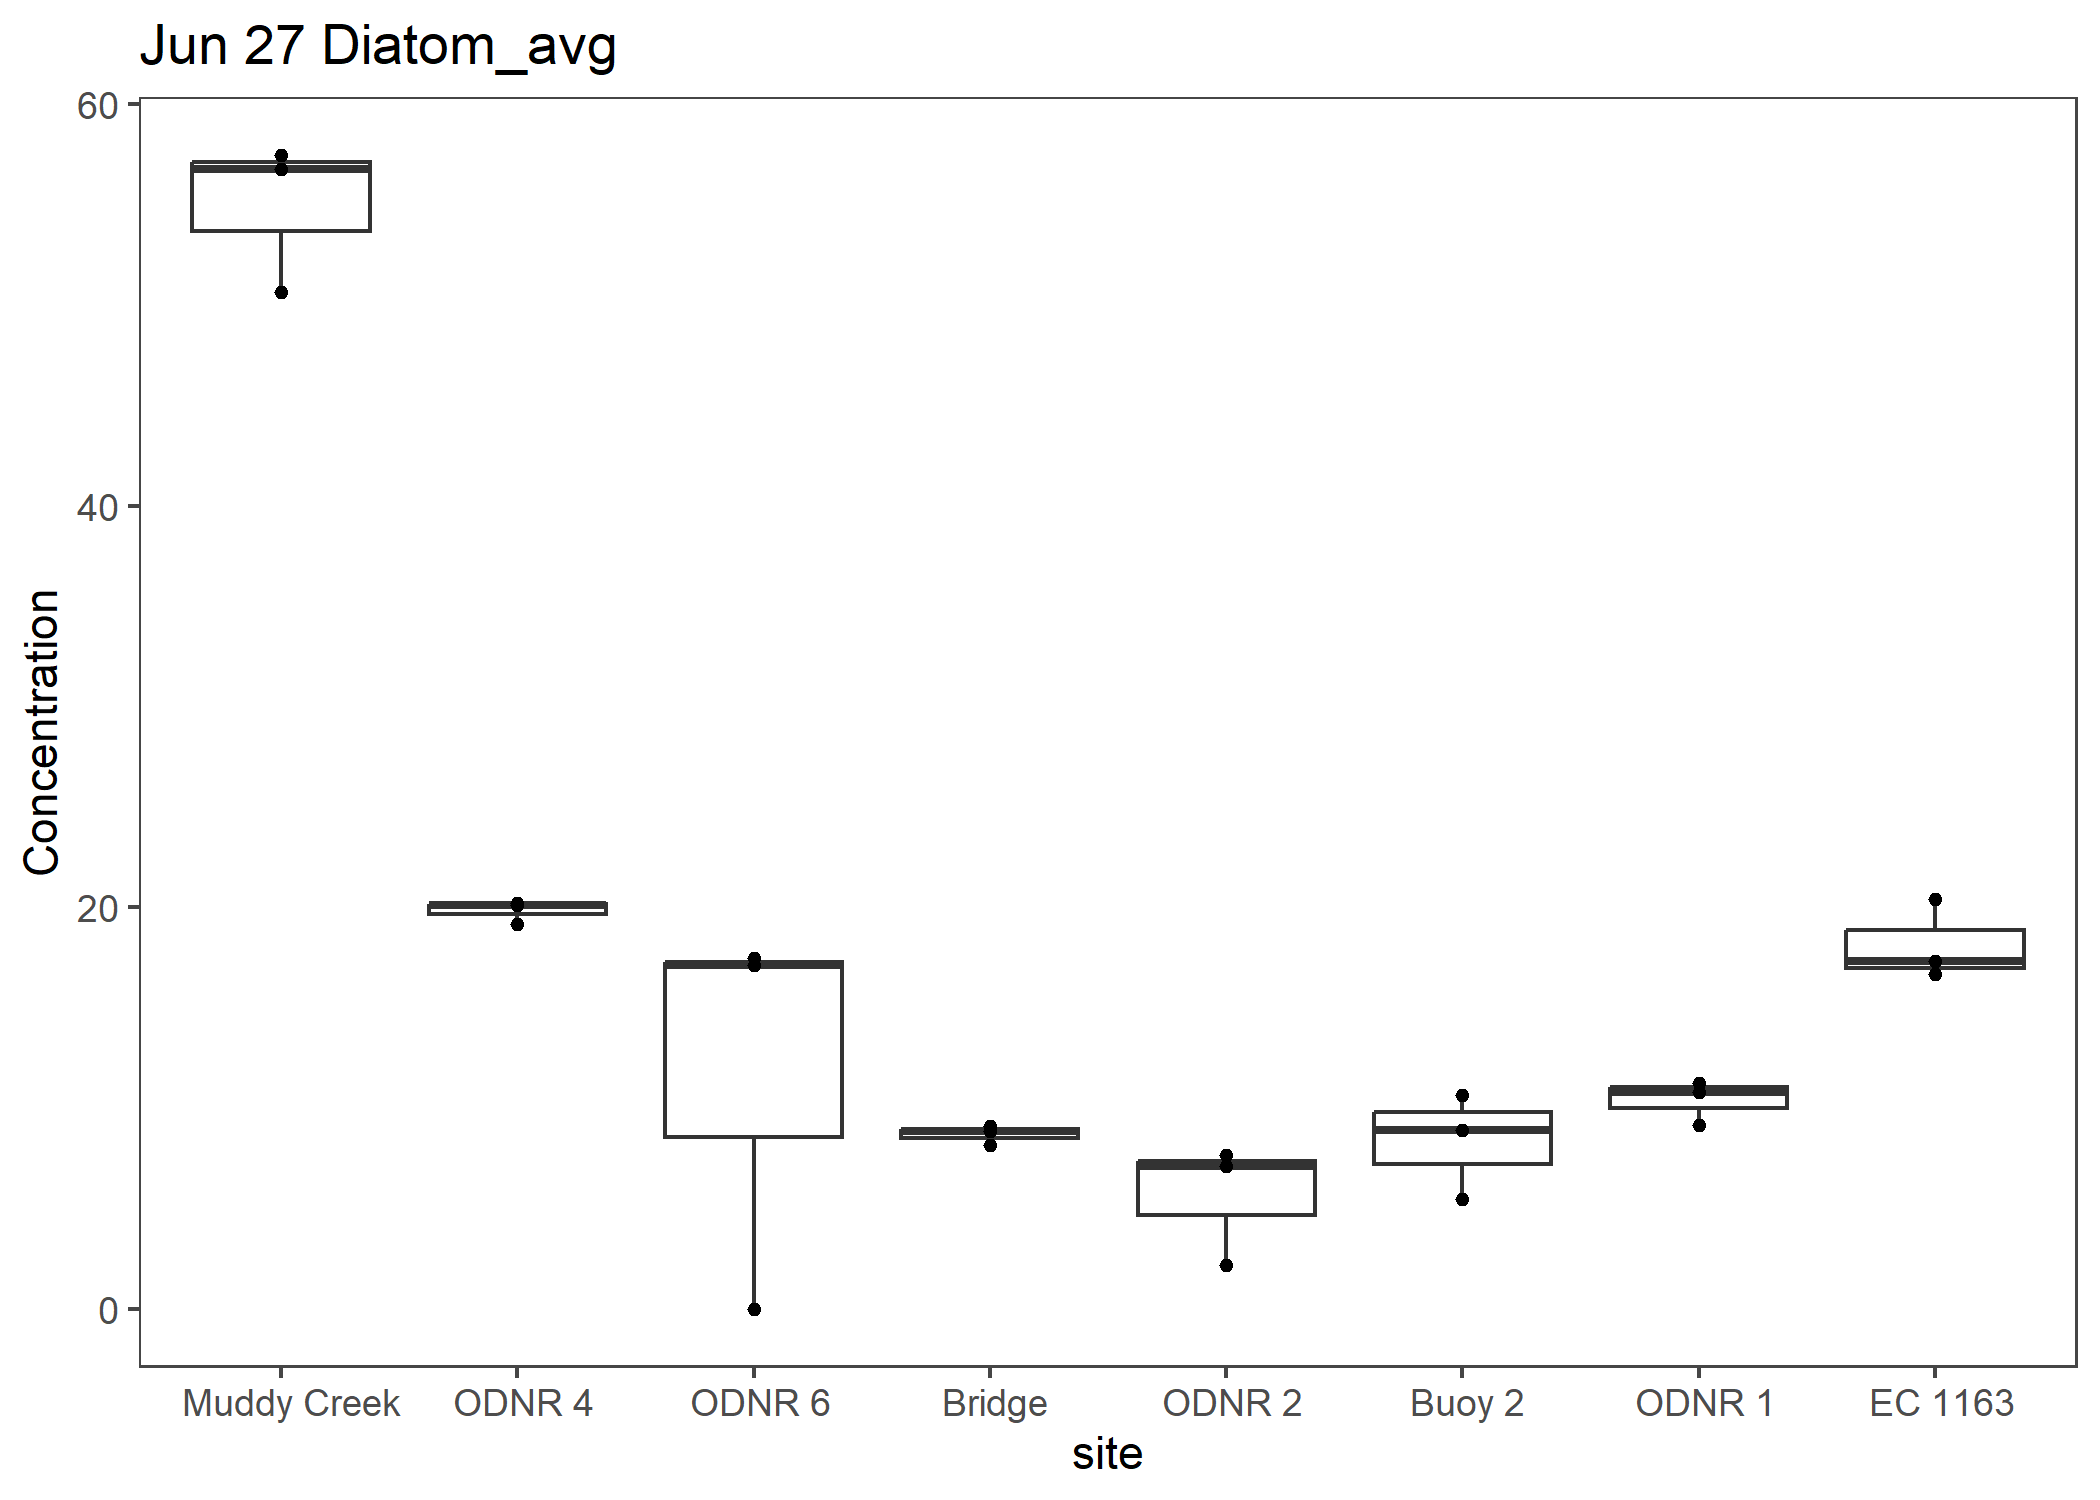 Jun 27 Diatom_avg
60
40
20
0
Concentration
Muddy Creek ODNR 4 ODNR 6 Bridge ODNR 2 Buoy 2 ODNR 1 EC 1163
site